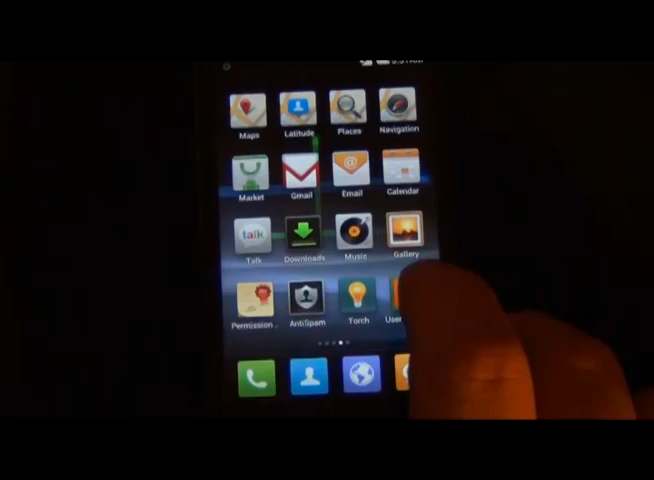 Maps Latitude Places Navigation
Market Gmail Email Calendar
talk
Talk Downloads Music Gallery
Permission .. AntiSpam Torch User